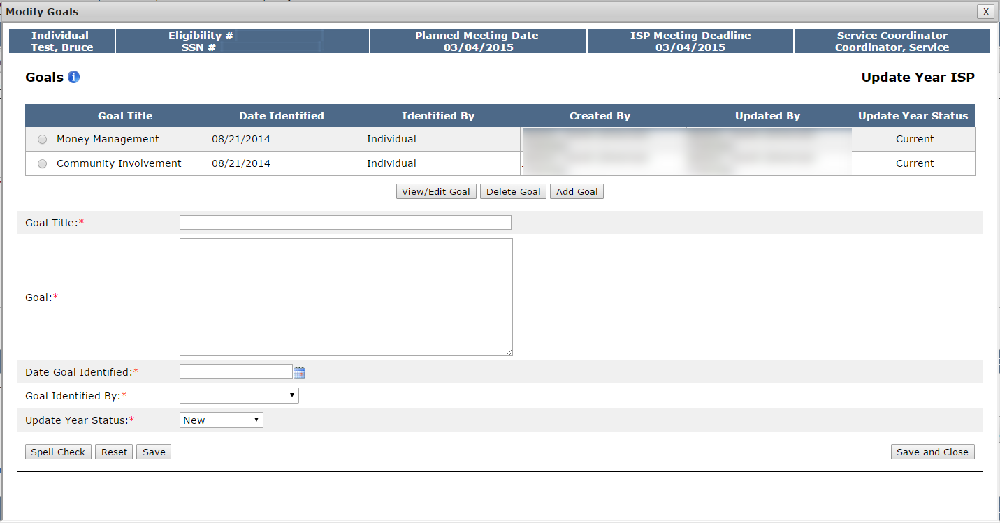 Modify Goals X
Individual Eligibility # Planned Meeting Date ISP Meeting Deadline Service Coordinator
Test, Bruce SSN # 03/04/2015 03/04/2015 Coordinator, Service
Goals i Update Year ISP
Goal Title Date Identified Identified By Created By Updated By Update Year Status
Money Management 08/21/2014 Individual Current
Community Involvement 08/21/2014 Individual Current
View/Edit Goal Delete Goal Add Goal
Goal Title:*
Goal:*
Date Goal Identified:*
Goal Identified By:*
Update Year Status:* New
Spell Check Reset Save Save and Close